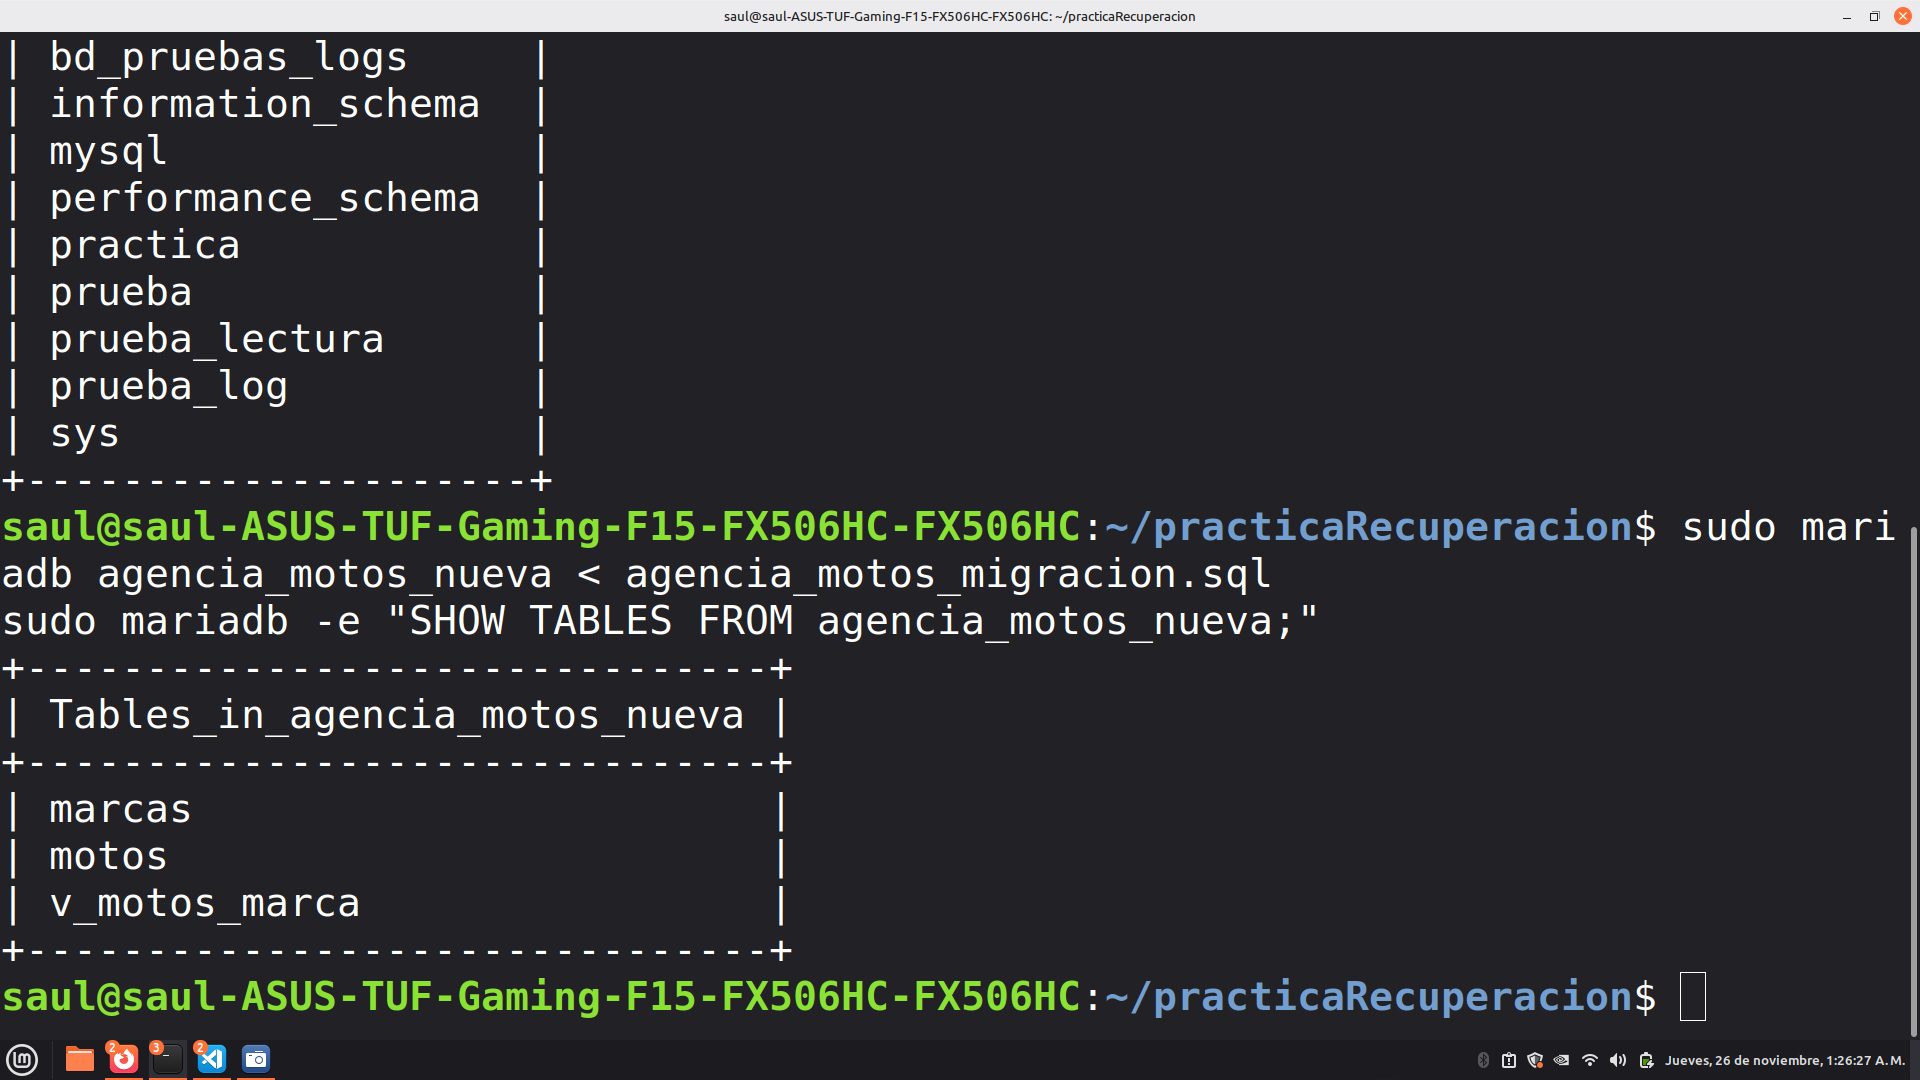 saul@saul-ASUS-TUF-Gaming-F15-FX506HC-FX506HC: ~/practicaRecuperacion
| bd_pruebas_logs     |
| information_schema  |
| mysql               |
| performance_schema  |
| practica            |
| prueba              |
| prueba_lectura      |
| prueba_log          |
| sys                 |
+---------------------+
saul@saul-ASUS-TUF-Gaming-F15-FX506HC-FX506HC:~/practicaRecuperacion$ sudo mari
adb agencia_motos_nueva < agencia_motos_migracion.sql
sudo mariadb -e "SHOW TABLES FROM agencia_motos_nueva;"
+-------------------------------+
| Tables_in_agencia_motos_nueva |
+-------------------------------+
| marcas                        |
| motos                         |
| v_motos_marca                 |
+-------------------------------+
saul@saul-ASUS-TUF-Gaming-F15-FX506HC-FX506HC:~/practicaRecuperacion$
2
3
2
Jueves, 26 de noviembre, 1:26:27 A.M.